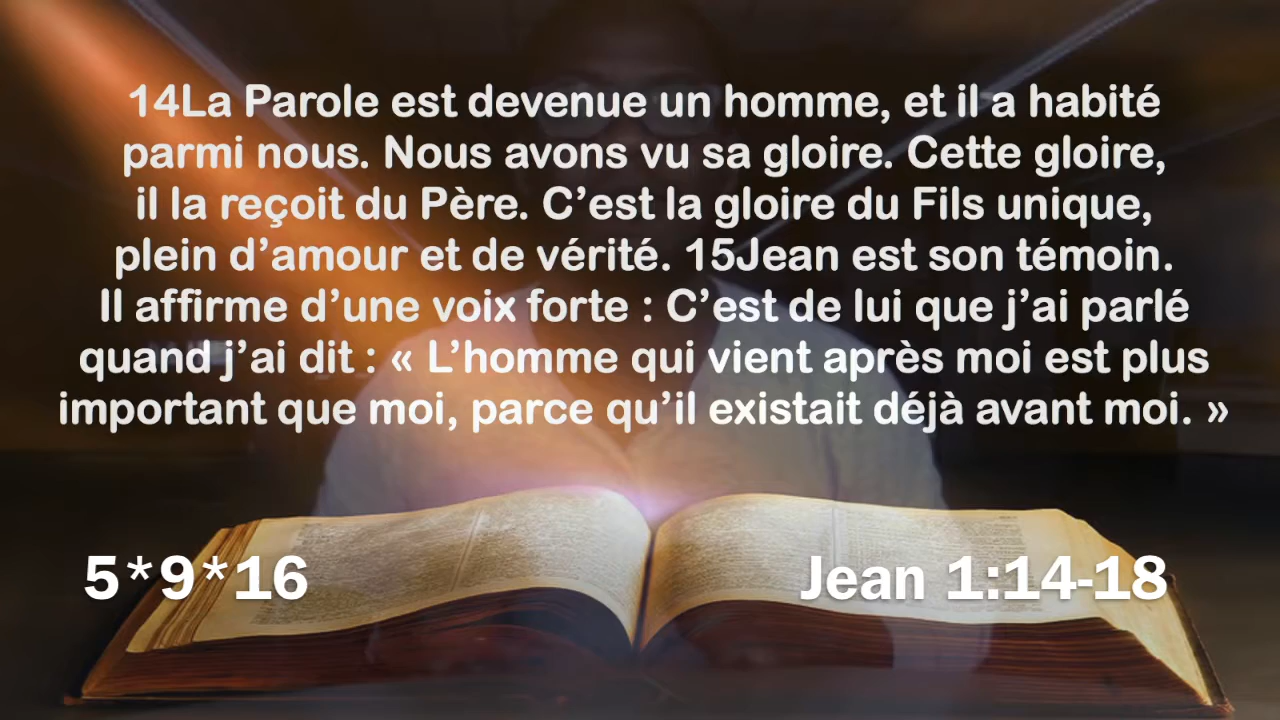 14La Parole est devenue un homme, et il a habité
parmi nous. Nous avons vu sa gloire. Cette gloire,
il la reçoit du Père. C’est la gloire du Fils unique,
plein d’amour et de vérité. 15Jean est son témoin.
Il affirme d’une voix forte : C’est de lui que j’ai parlé
quand j’ai dit : « L’homme qui vient après moi est plus
important que moi, parce qu’il existait déjà avant moi. »
5*9*16 Jean 1:14-18